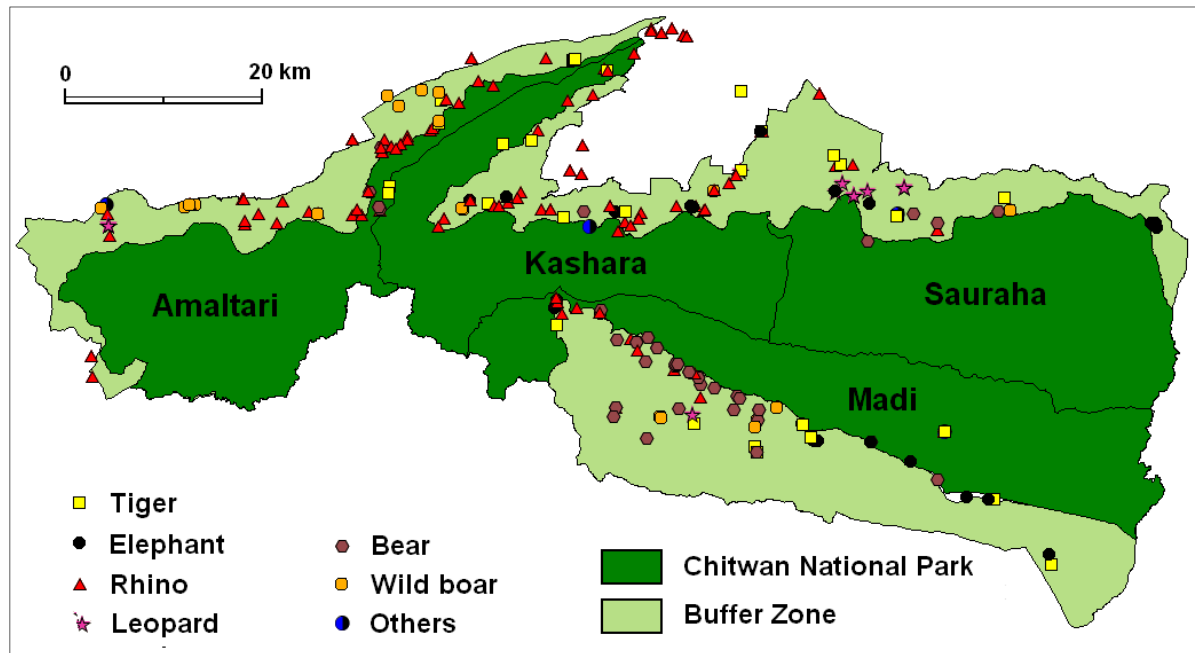 0 20 km
Kashara
Sauraha
Amaltari
Madi
Tiger
Elephant
Rhino
Leopard
Bear
Wild boar
Others
Chitwan National Park
Buffer Zone